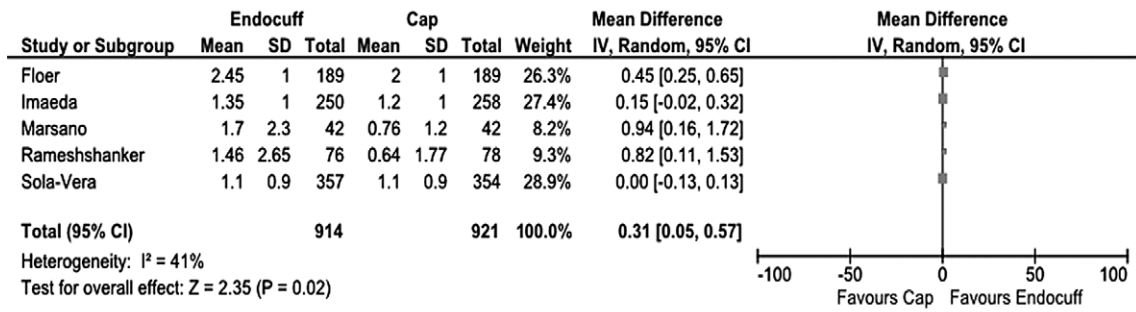 Endocuff Cap Mean Difference Mean Difference
Study or Subgroup Mean SD Total Mean SD Total Weight IV, Random, 95% CI IV, Random, 95% CI
Floer 2.45 1 189 2 1 189 26.3% 0.45 [0.25, 0.65]
Imaeda 1.35 1 250 1.2 1 258 27.4% 0.15 [-0.02, 0.32]
Marsano 1.7 2.3 42 0.76 1.2 42 8.2% 0.94 [0.16, 1.72]
Rameshshanker 1.46 2.65 76 0.64 1.77 78 9.3% 0.82 [0.11, 1.53]
Sola-Vera 1.1 0.9 357 1.1 0.9 354 28.9% 0.00 [-0.13, 0.13]
Total (95% CI) 914 921 100.0% 0.31 [0.05, 0.57]
Heterogeneity: I² = 41%
Test for overall effect: Z = 2.35 (P = 0.02)
-100 -50 0 50 100
Favours Cap Favours Endocuff